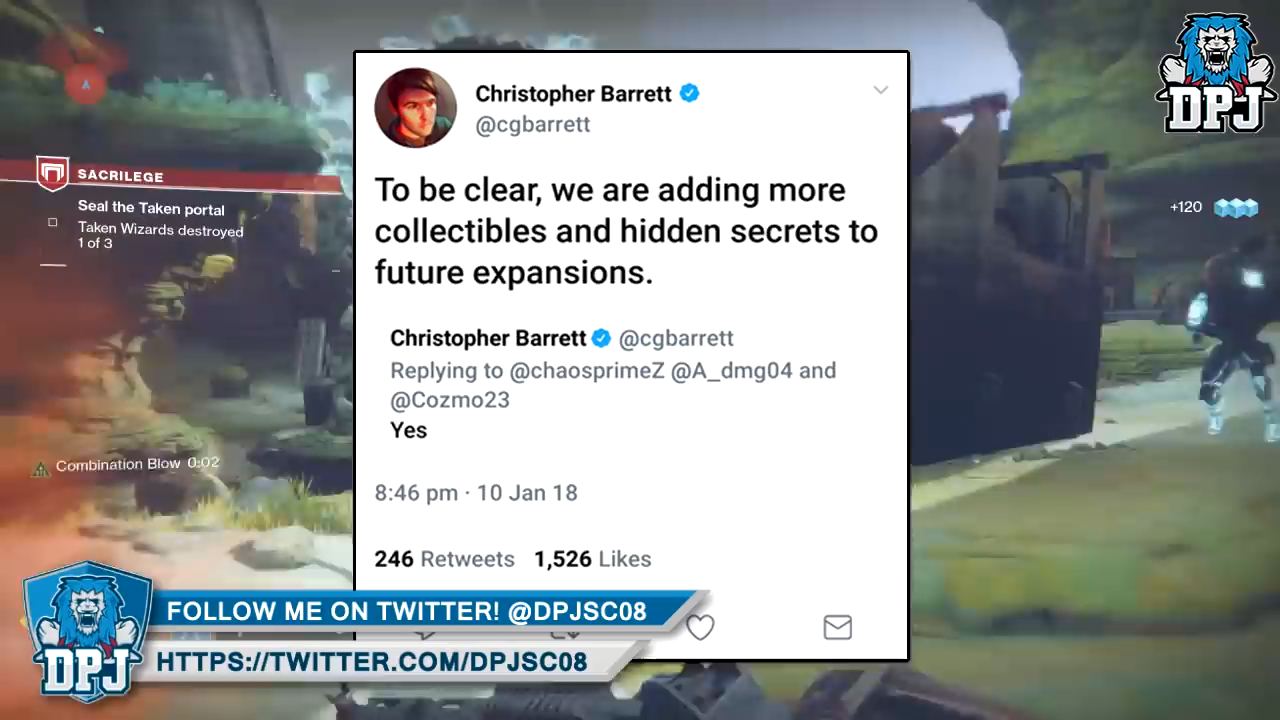 Christopher Barrett
@cgbarrett
To be clear, we are adding more
collectibles and hidden secrets to
future expansions.
Christopher Barrett @cgbarrett
Replying to @chaosprimeZ @A_dmg04 and
@Cozmo23
Yes
8:46 pm · 10 Jan 18
246 Retweets 1,526 Likes
SACRILEGE
Seal the Taken portal
Taken Wizards destroyed
1 of 3
Combination Blow 0:02
A
+120
DPJ
DPJ
FOLLOW ME ON TWITTER! @DPJSC08
HTTPS://TWITTER.COM/DPJSC08